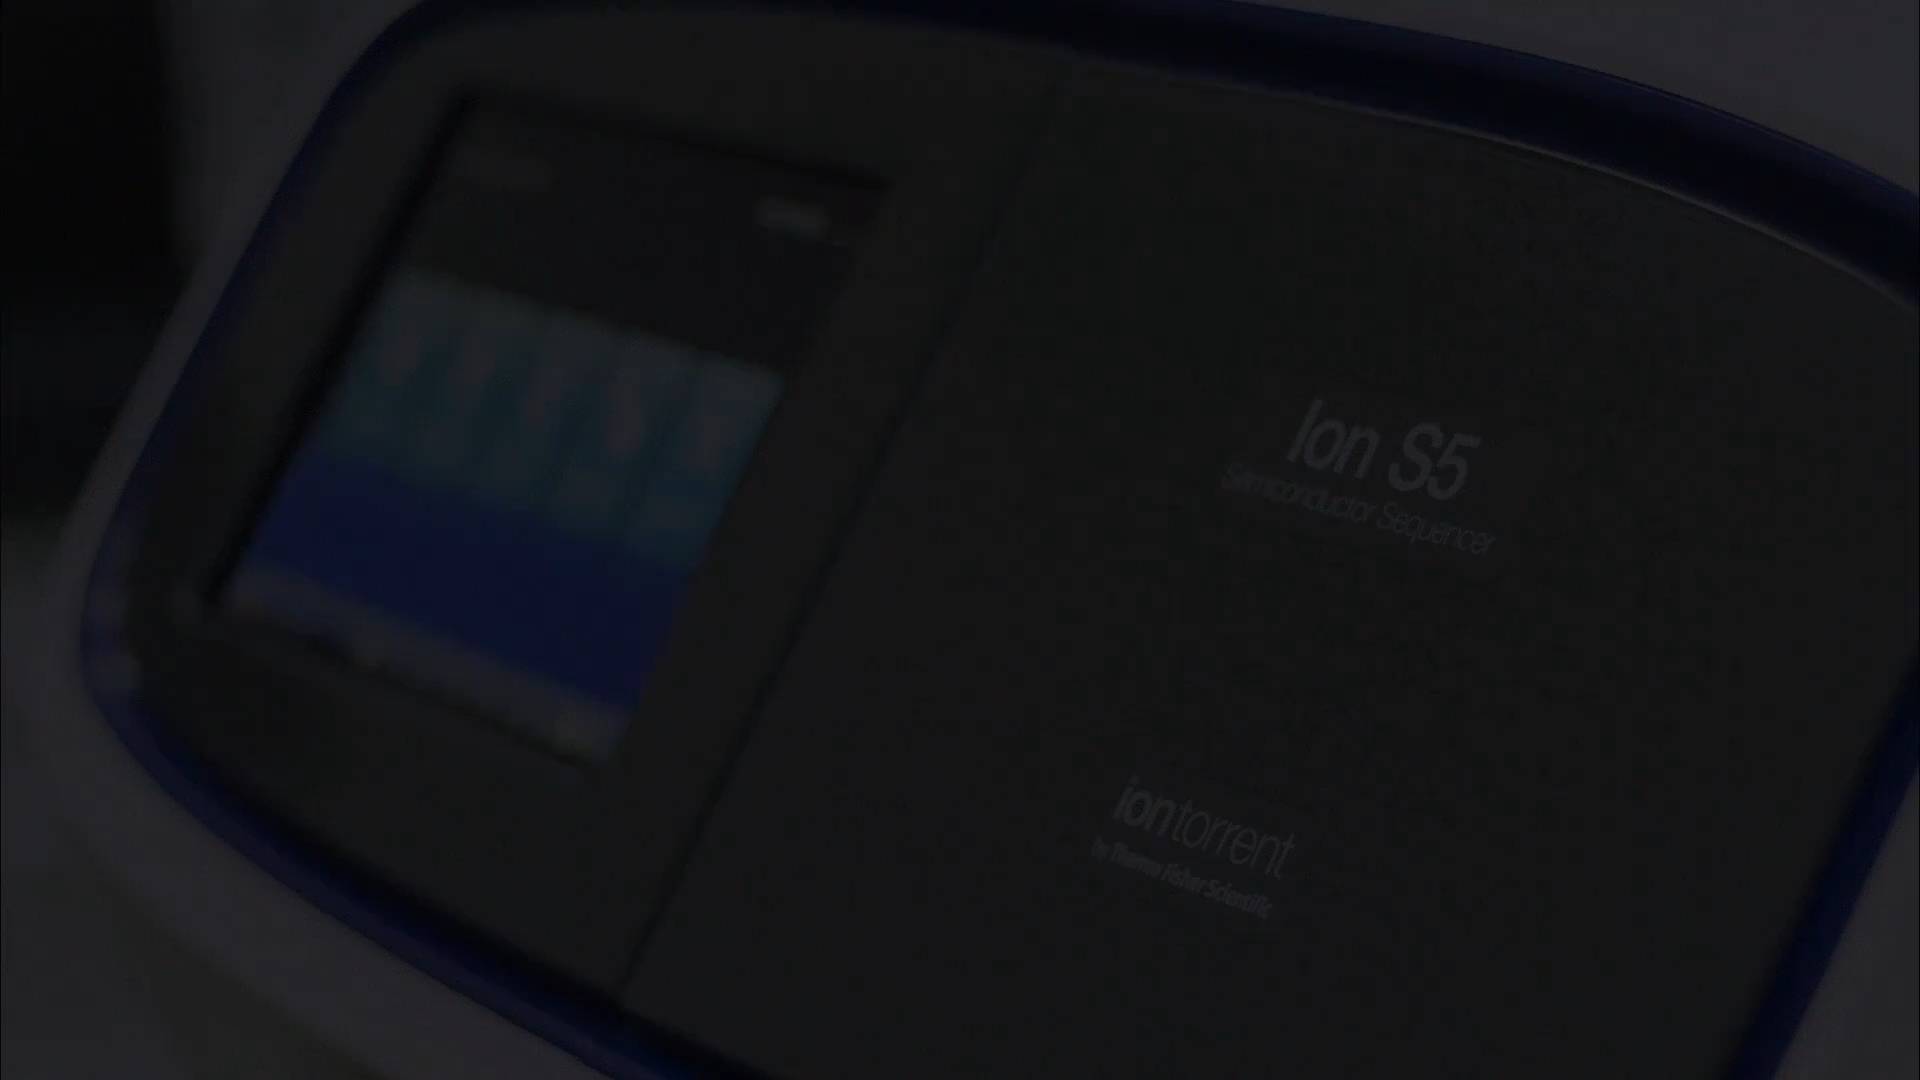 Ion S5
Semiconductor Sequencer
iontorrent
by Thermo Fisher Scientific